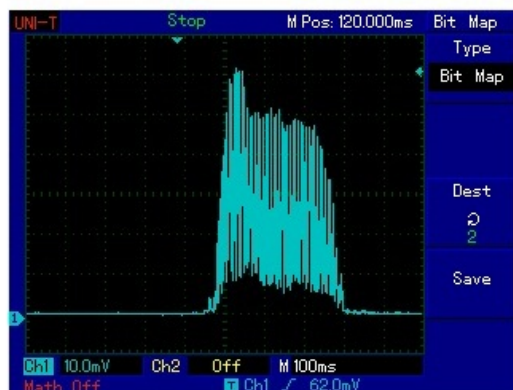 UNI-T Stop M Pos: 120.000ms Bit Map
Type
Bit Map
Dest
2
Save
1
Ch1 10.0mV Ch2 Off M 100ms
Math Off T Ch1 62.0mV